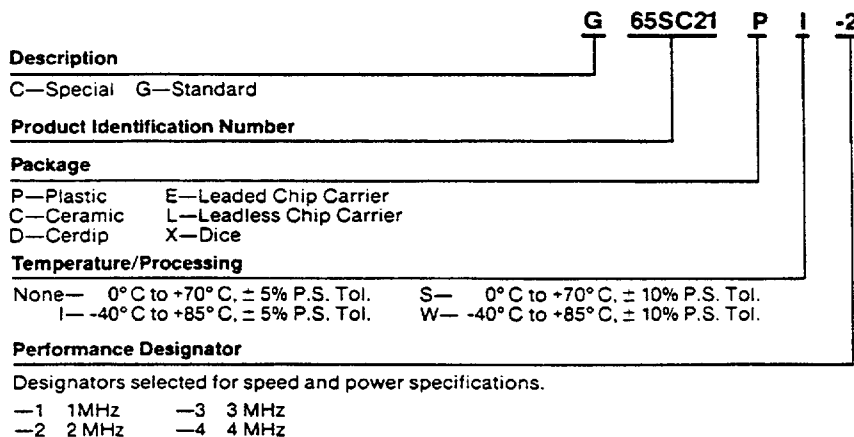 G 65SC21 P I -2
Description
C—Special G—Standard
Product Identification Number
Package
P—Plastic E—Leaded Chip Carrier
C—Ceramic L—Leadless Chip Carrier
D—Cerdip X—Dice
Temperature/Processing
None— 0°C to +70°C, ± 5% P.S. Tol. S— 0°C to +70°C, ± 10% P.S. Tol.
I— -40°C to +85°C, ± 5% P.S. Tol. W— -40°C to +85°C, ± 10% P.S. Tol.
Performance Designator
Designators selected for speed and power specifications.
—1 1MHz —3 3 MHz
—2 2 MHz —4 4 MHz